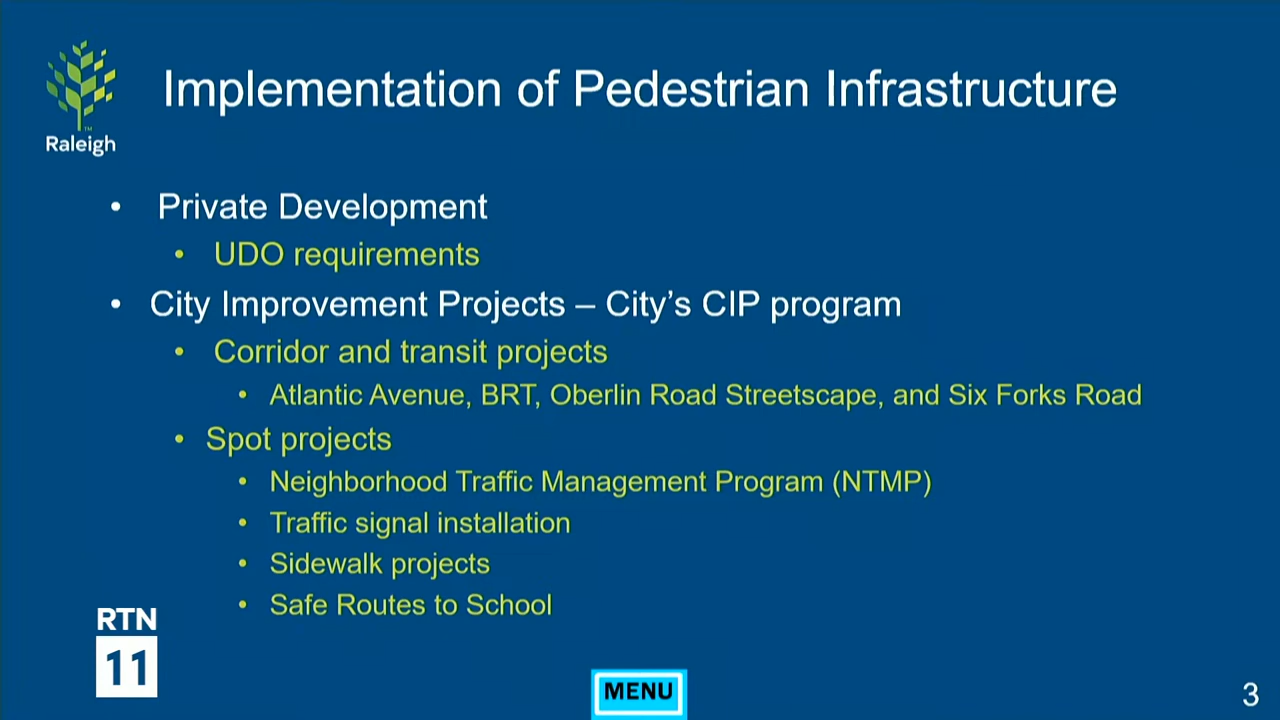 Implementation of Pedestrian Infrastructure
TM
Raleigh
• Private Development
• UDO requirements
• City Improvement Projects – City’s CIP program
• Corridor and transit projects
• Atlantic Avenue, BRT, Oberlin Road Streetscape, and Six Forks Road
• Spot projects
• Neighborhood Traffic Management Program (NTMP)
• Traffic signal installation
• Sidewalk projects
• Safe Routes to School
RTN
11
MENU
3